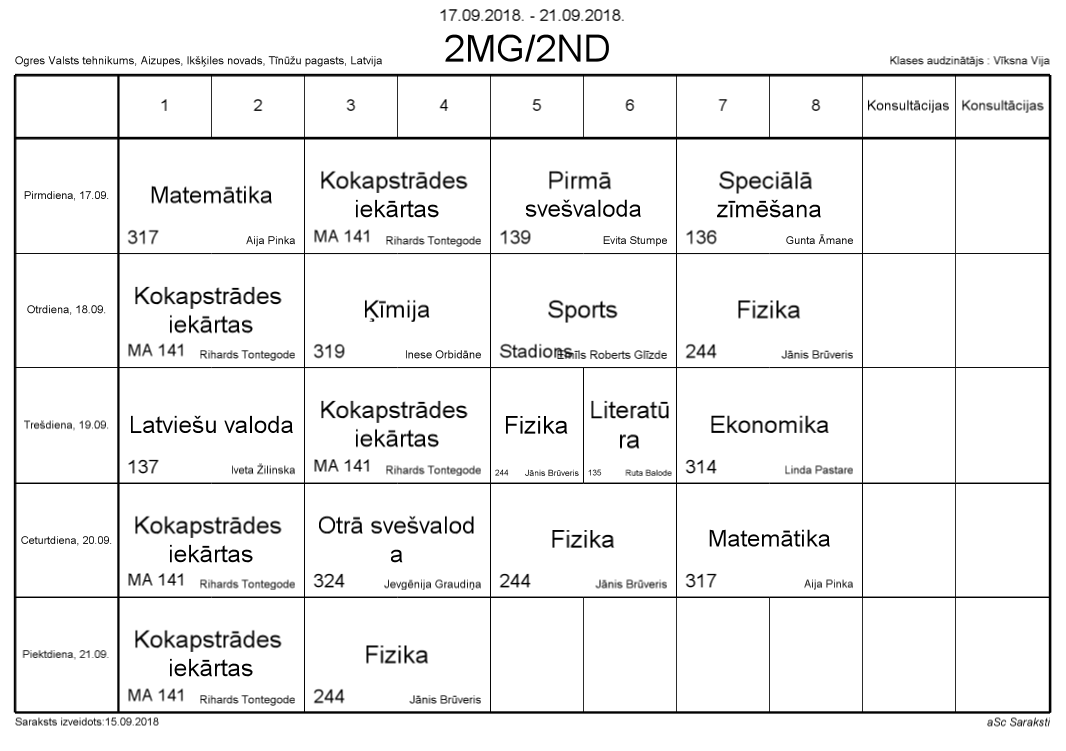 17.09.2018. - 21.09.2018.
2MG/2ND
Ogres Valsts tehnikums, Aizupes, Ikšķiles novads, Tīnūžu pagasts, Latvija
Klases audzinātājs : Vīksna Vija
1 2 3 4 5 6 7 8 Konsultācijas Konsultācijas
Pirmdiena, 17.09.
Matemātika
317 Aija Pinka
Kokapstrādes
iekārtas
MA 141 Rihards Tontegode
Pirmā
svešvaloda
139 Evita Stumpe
Speciālā
zīmēšana
136 Gunta Āmane
Otrdiena, 18.09.
Kokapstrādes
iekārtas
MA 141 Rihards Tontegode
Ķīmija
319 Inese Orbidāne
Sports
Stadions Emīls Roberts Glīzde
Fizika
244 Jānis Brūveris
Trešdiena, 19.09.
Latviešu valoda
137 Iveta Žilinska
Kokapstrādes
iekārtas
MA 141 Rihards Tontegode
Fizika
244 Jānis Brūveris
Literatū
ra
135 Ruta Balode
Ekonomika
314 Linda Pastare
Ceturtdiena, 20.09.
Kokapstrādes
iekārtas
MA 141 Rihards Tontegode
Otrā svešvalod
a
324 Jevgēnija Graudiņa
Fizika
244 Jānis Brūveris
Matemātika
317 Aija Pinka
Piektdiena, 21.09.
Kokapstrādes
iekārtas
MA 141 Rihards Tontegode
Fizika
244 Jānis Brūveris
Saraksts izveidots:15.09.2018
aSc Saraksti